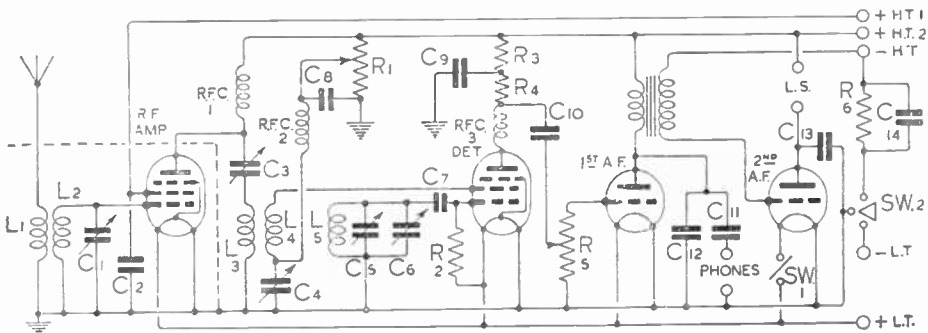 + HT1
+ H.T.2
- H.T
R.F.C. 1
R.F. AMP
C8
R1
R.F.C. 2
C9
R3
R4
R.F.C. 3
DET.
C10
1ST A.F.
L.S.
2ND A.F.
C13
R6
C14
C3
L1
L2
C1
C2
L3
L4
C4
L5
C5
C6
C7
R2
R5
C12
C11
PHONES
SW. 1
SW.2
- L.T
+ L.T.